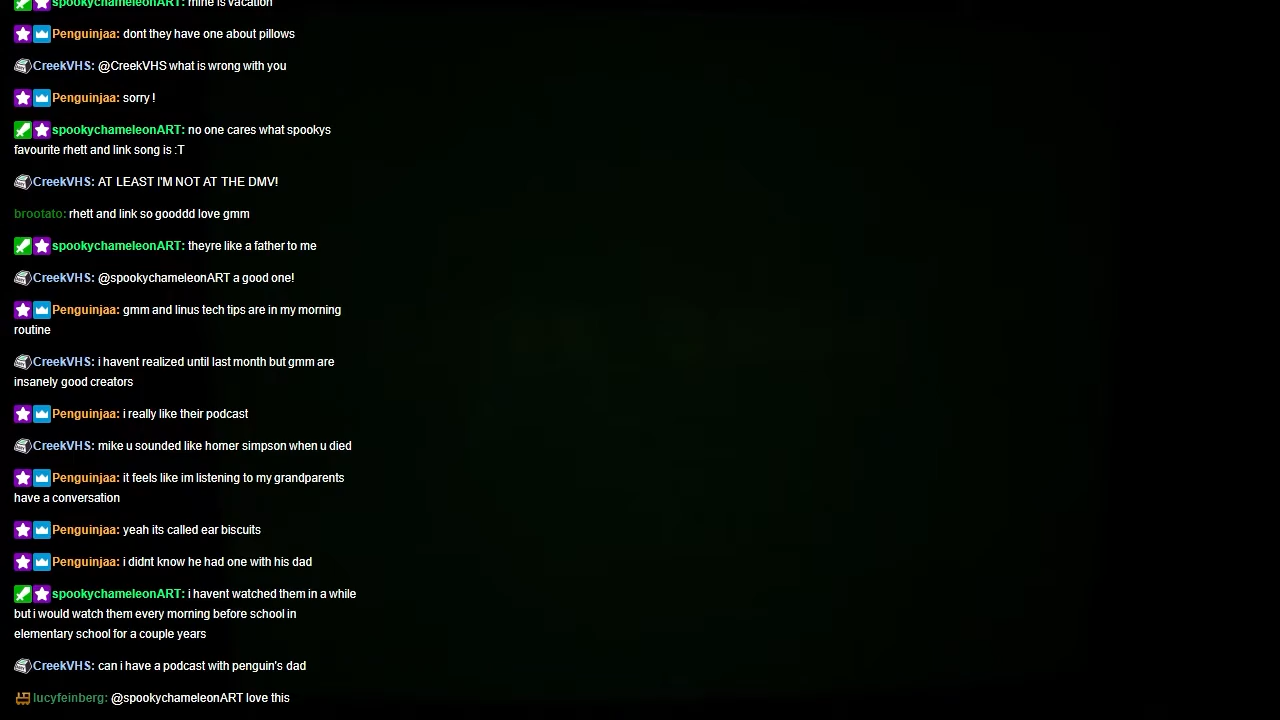 spookychameleonART: mine is vacation
Penguinjaa: dont they have one about pillows
CreekVHS: @CreekVHS what is wrong with you
Penguinjaa: sorry !
spookychameleonART: no one cares what spookys
favourite rhett and link song is :T
CreekVHS: AT LEAST I'M NOT AT THE DMV!
brootato: rhett and link so gooddd love gmm
spookychameleonART: theyre like a father to me
CreekVHS: @spookychameleonART a good one!
Penguinjaa: gmm and linus tech tips are in my morning
routine
CreekVHS: i havent realized until last month but gmm are
insanely good creators
Penguinjaa: i really like their podcast
CreekVHS: mike u sounded like homer simpson when u died
Penguinjaa: it feels like im listening to my grandparents
have a conversation
Penguinjaa: yeah its called ear biscuits
Penguinjaa: i didnt know he had one with his dad
spookychameleonART: i havent watched them in a while
but i would watch them every morning before school in
elementary school for a couple years
CreekVHS: can i have a podcast with penguin's dad
lucyfeinberg: @spookychameleonART love this